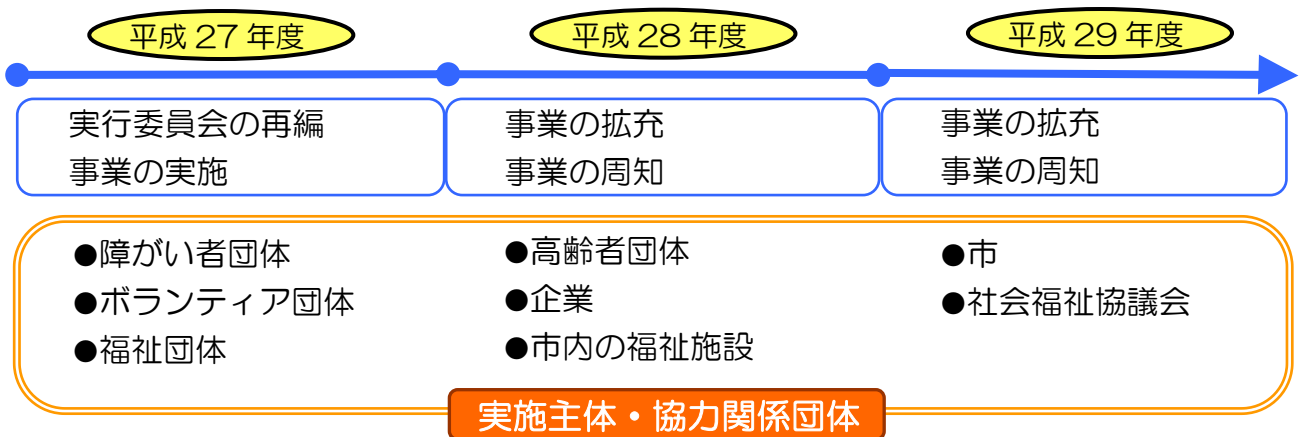 平成 27 年度
平成 28 年度
平成 29 年度
実行委員会の再編
事業の実施
事業の拡充
事業の周知
事業の拡充
事業の周知
●障がい者団体
●ボランティア団体
●福祉団体
●高齢者団体
●企業
●市内の福祉施設
●市
●社会福祉協議会
実施主体・協力関係団体